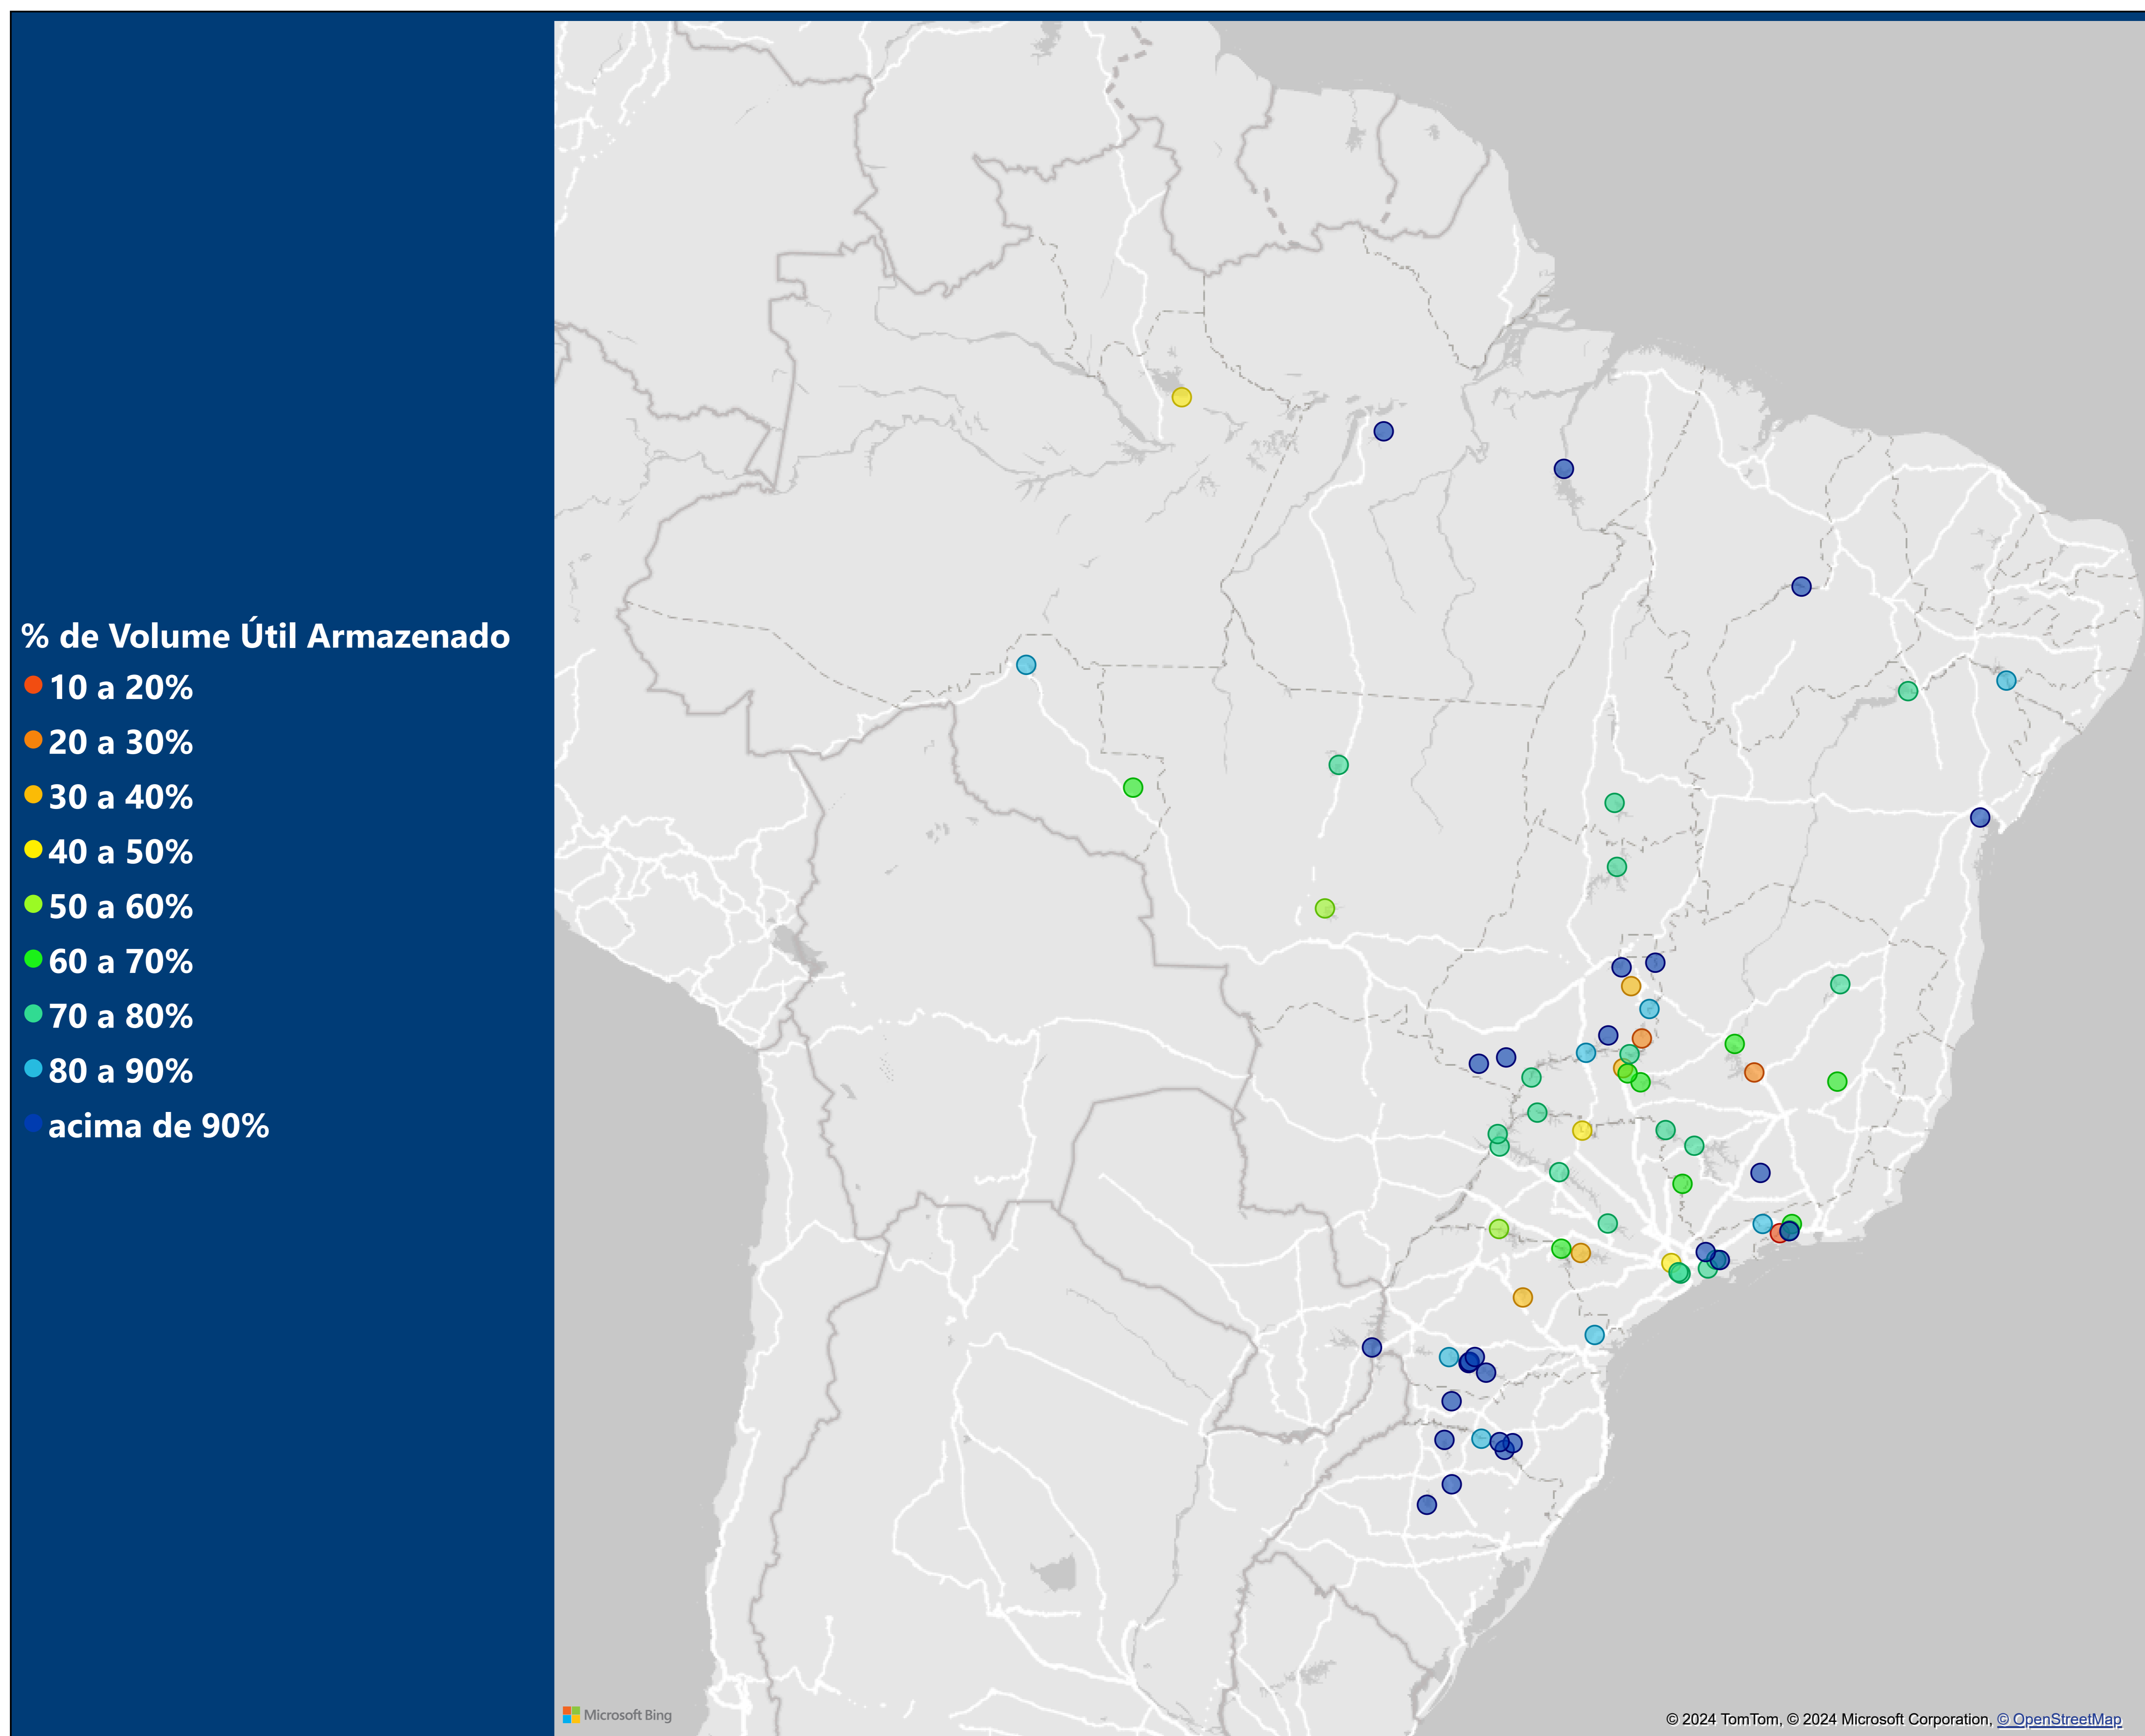 % de Volume Útil Armazenado
10 a 20%
20 a 30%
30 a 40%
40 a 50%
50 a 60%
60 a 70%
70 a 80%
80 a 90%
acima de 90%
Microsoft Bing
© 2024 TomTom, © 2024 Microsoft Corporation, © OpenStreetMap